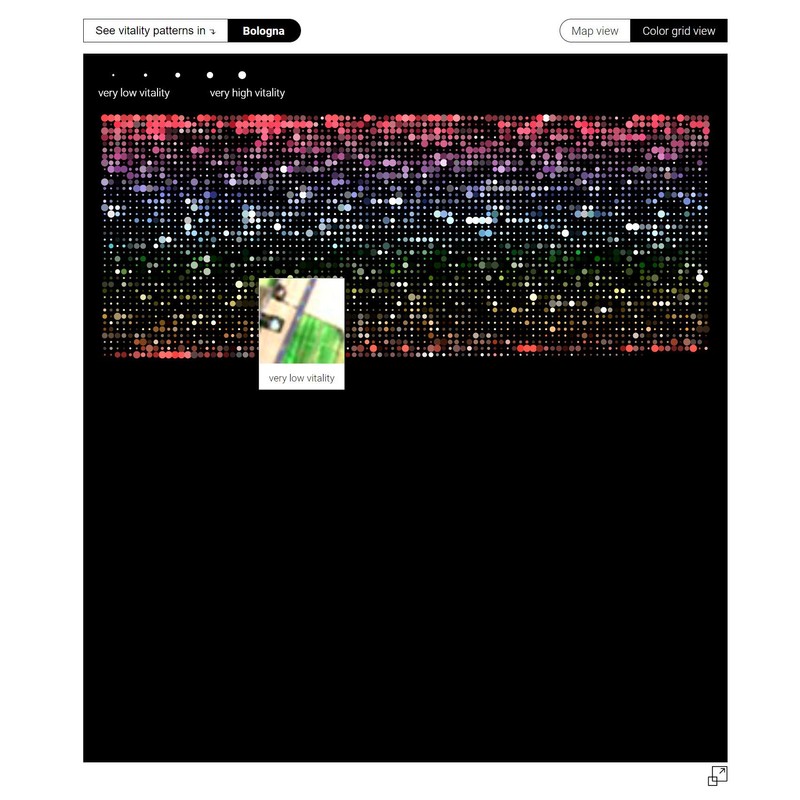 See vitality patterns in ⤵ Bologna
Map view Color grid view
very low vitality very high vitality
very low vitality